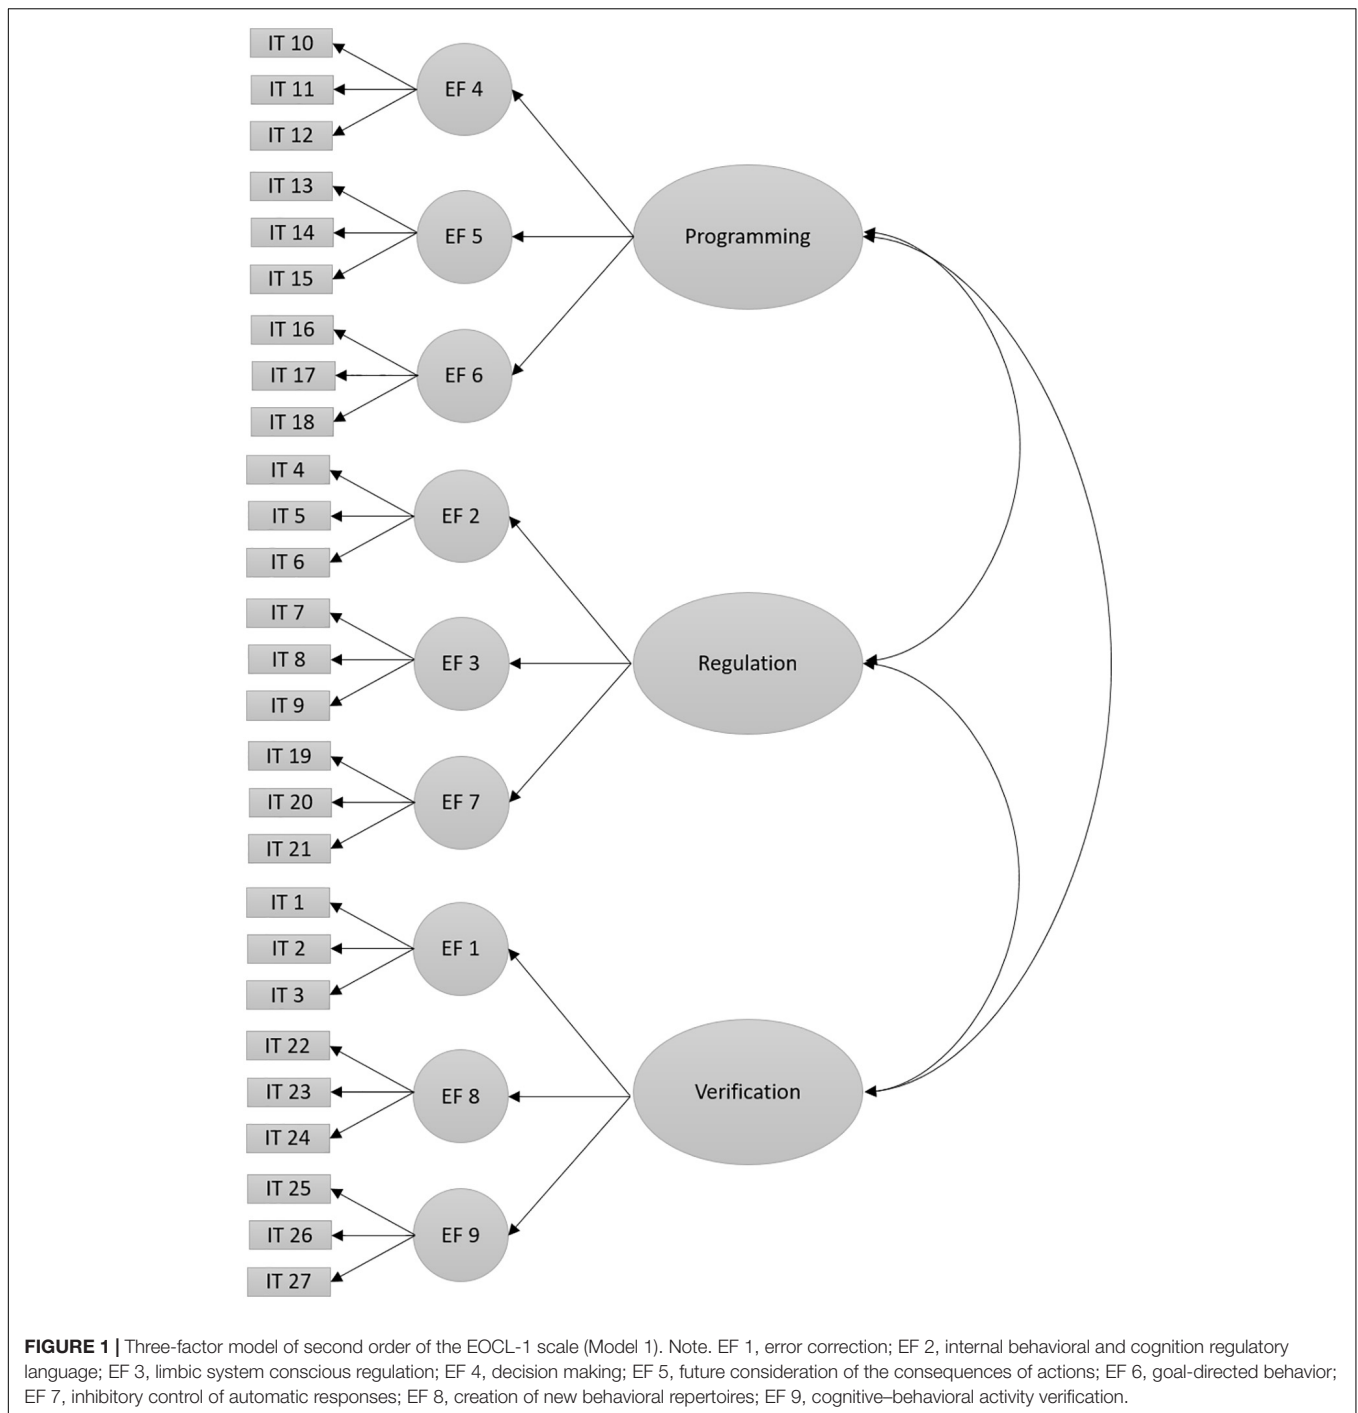 IT 10
IT 11
IT 12
EF 4
IT 13
IT 14
IT 15
EF 5
Programming
IT 16
IT 17
IT 18
EF 6
IT 4
IT 5
IT 6
EF 2
IT 7
IT 8
IT 9
EF 3
Regulation
IT 19
IT 20
IT 21
EF 7
IT 1
IT 2
IT 3
EF 1
IT 22
IT 23
IT 24
EF 8
Verification
IT 25
IT 26
IT 27
EF 9
FIGURE 1 | Three-factor model of second order of the EOCL-1 scale (Model 1). Note. EF 1, error correction; EF 2, internal behavioral and cognition regulatory
language; EF 3, limbic system conscious regulation; EF 4, decision making; EF 5, future consideration of the consequences of actions; EF 6, goal-directed behavior;
EF 7, inhibitory control of automatic responses; EF 8, creation of new behavioral repertoires; EF 9, cognitive–behavioral activity verification.